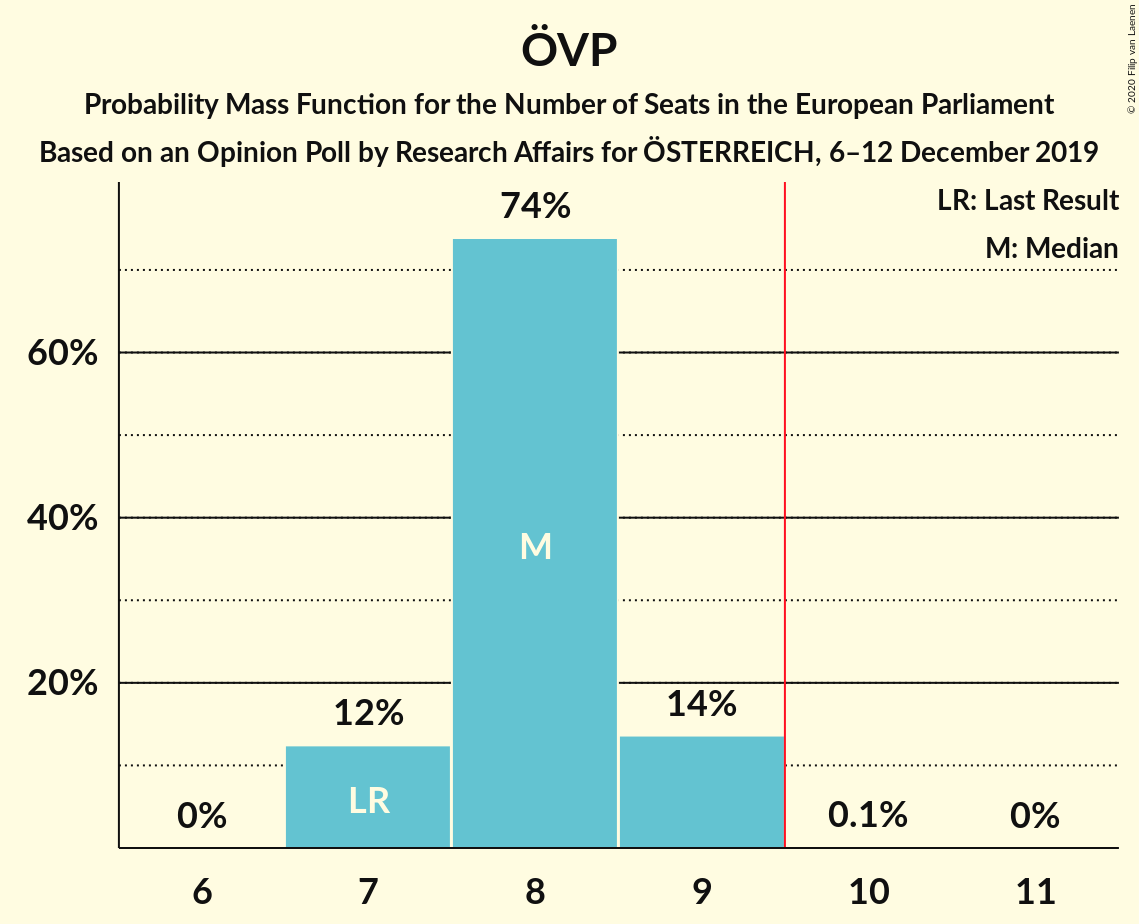 ÖVP
Probability Mass Function for the Number of Seats in the European Parliament
Based on an Opinion Poll by Research Affairs for ÖSTERREICH, 6–12 December 2019
© 2020 Filip van Laenen
LR: Last Result
M: Median
74%
60%
40%
M
20%
12%
14%
LR
0%
0.1%
0%
6
7
8
9
10
11